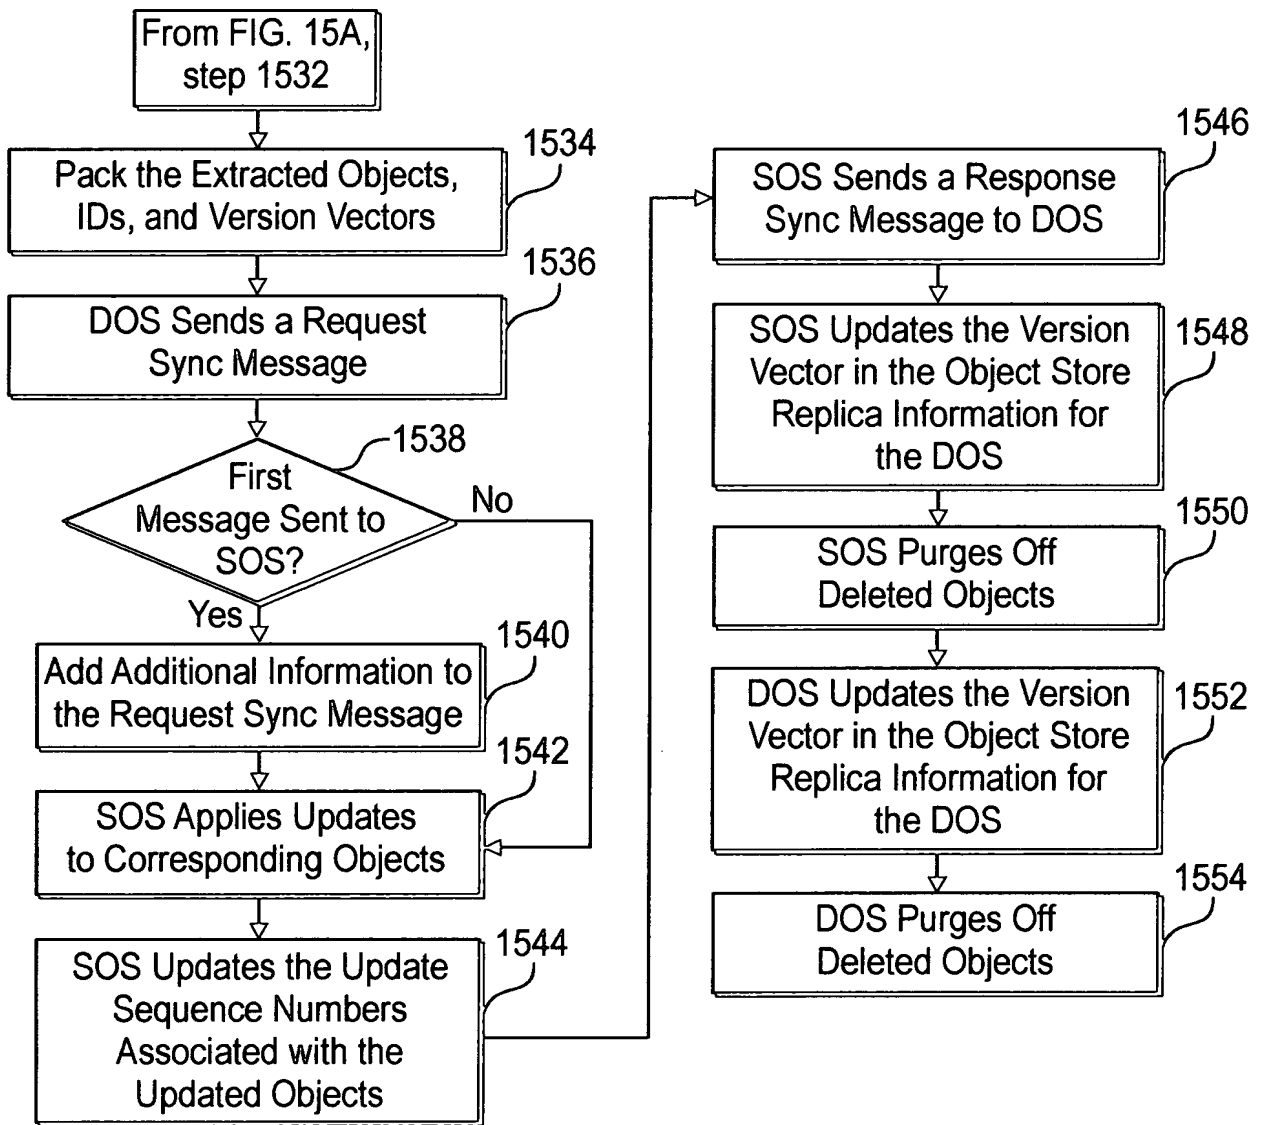 From FIG. 15A,
step 1532
1534
Pack the Extracted Objects,
IDs, and Version Vectors
1536
DOS Sends a Request
Sync Message
1538
First
Message Sent to
SOS?
No
Yes
1540
Add Additional Information to
the Request Sync Message
1542
SOS Applies Updates
to Corresponding Objects
1544
SOS Updates the Update
Sequence Numbers
Associated with the
Updated Objects
1546
SOS Sends a Response
Sync Message to DOS
1548
SOS Updates the Version
Vector in the Object Store
Replica Information for
the DOS
1550
SOS Purges Off
Deleted Objects
1552
DOS Updates the Version
Vector in the Object Store
Replica Information for
the DOS
1554
DOS Purges Off
Deleted Objects